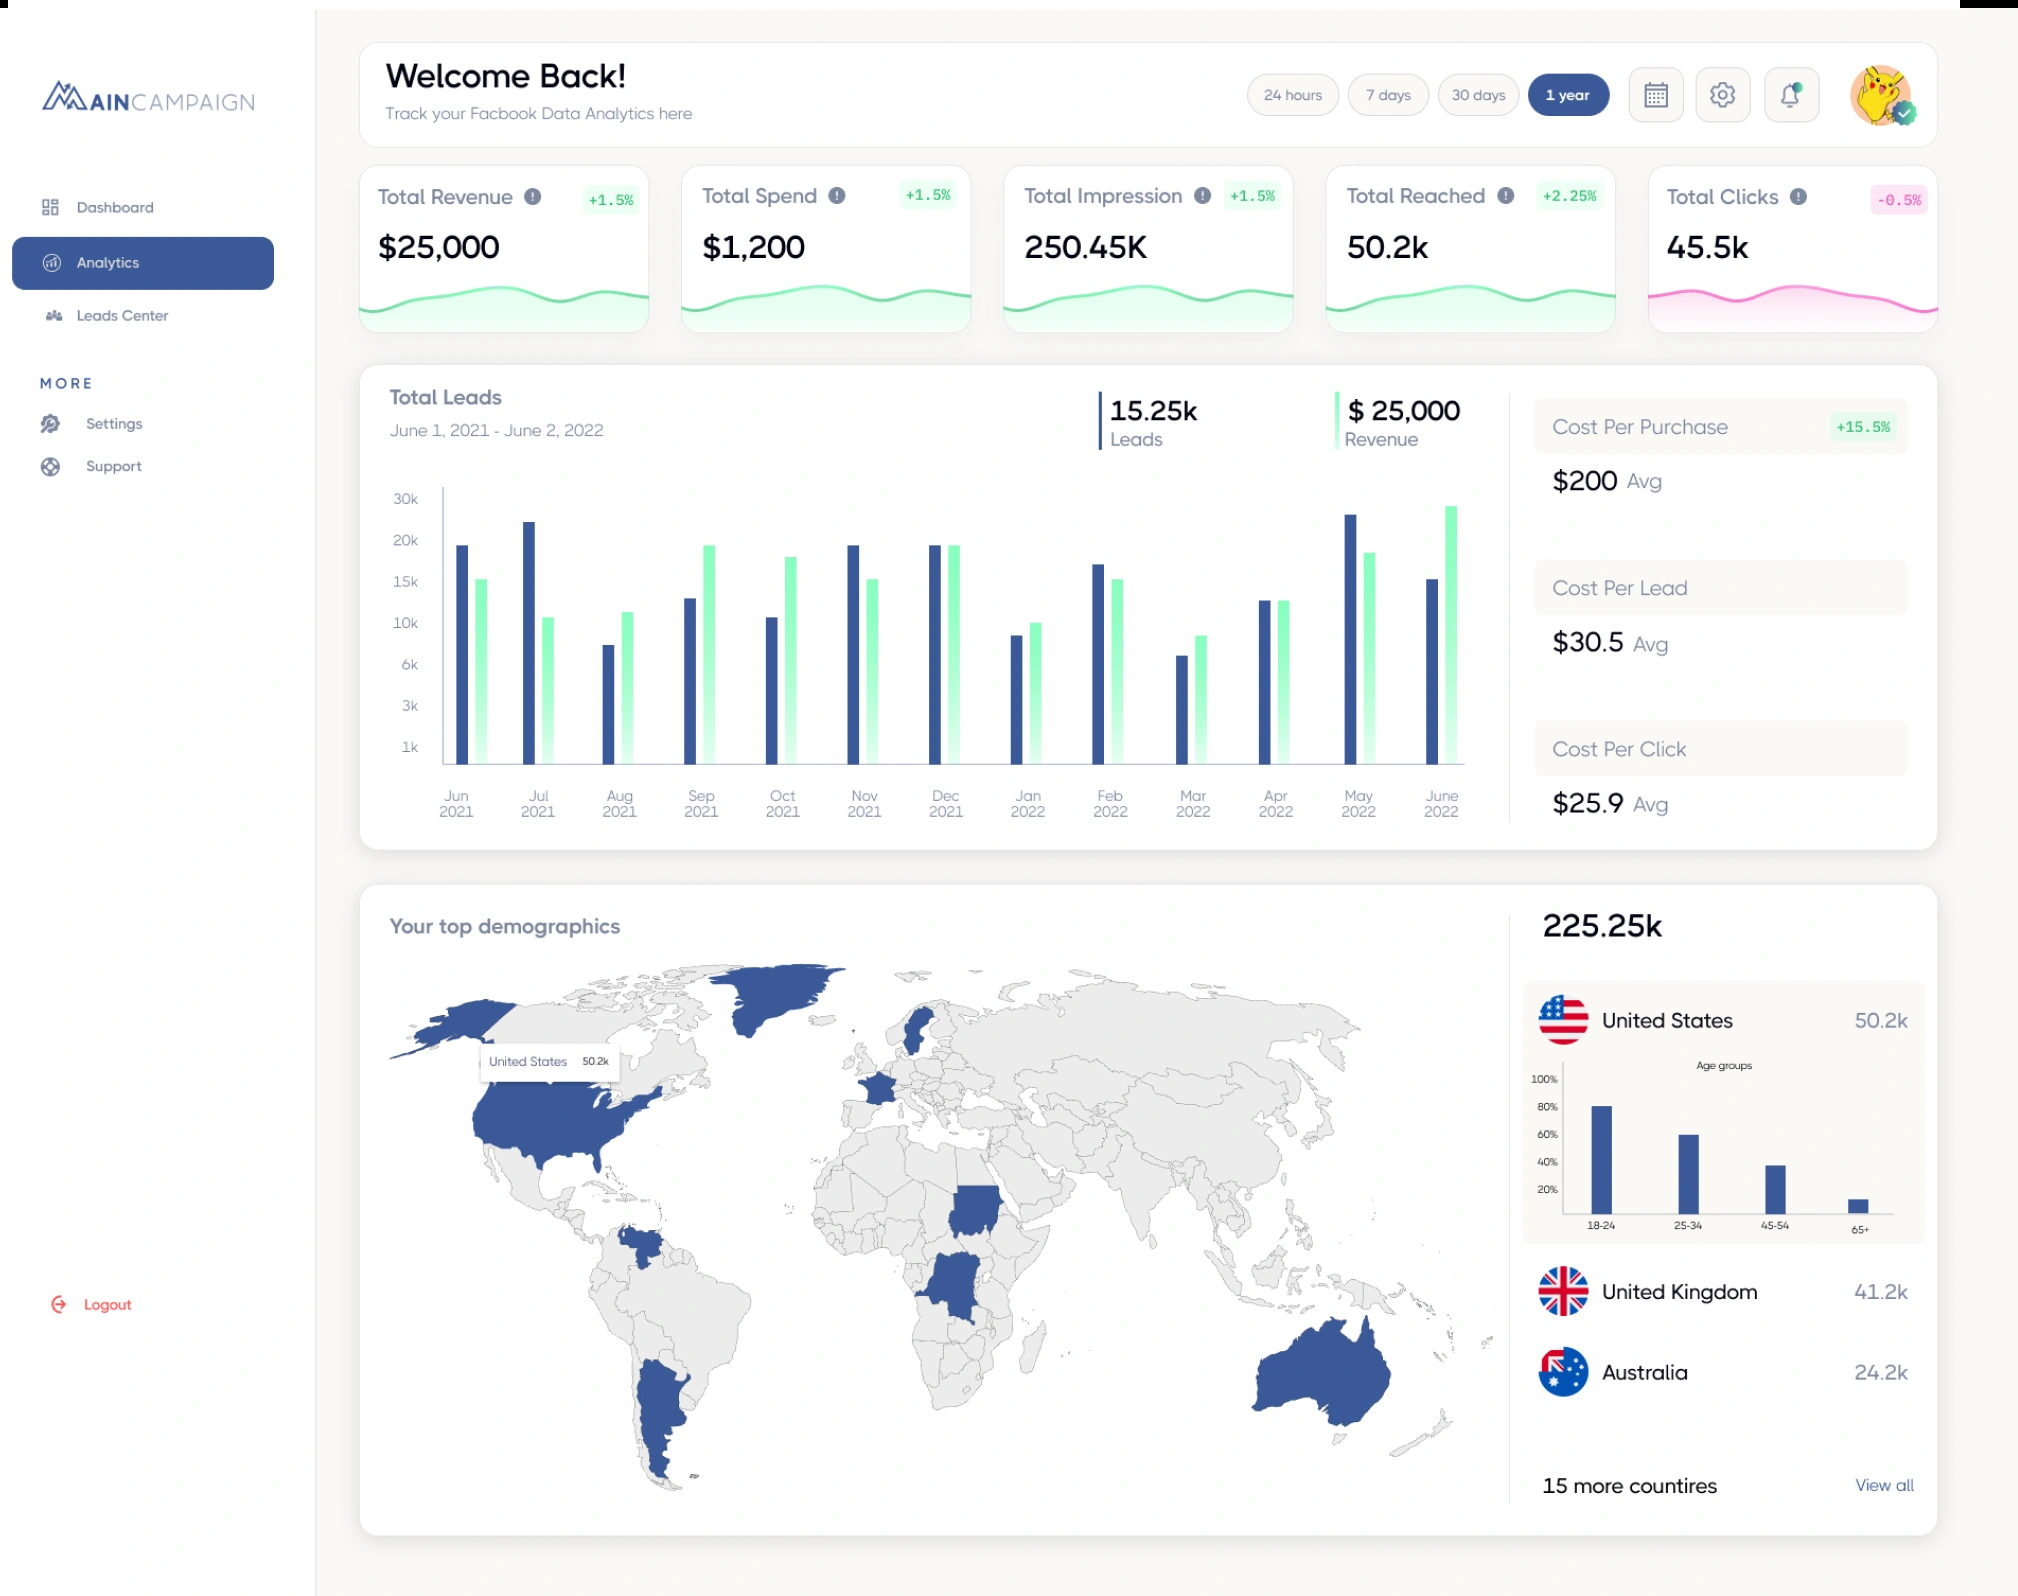 MAINCAMPAIGN
Dashboard
Analytics
Leads Center
MORE
Settings
Support
Logout
Welcome Back!
Track your Facbook Data Analytics here
24 hours
7 days
30 days
1 year
Total Revenue
+1.5%
$25,000
Total Spend
+1.5%
$1,200
Total Impression
+1.5%
250.45K
Total Reached
+2.25%
50.2k
Total Clicks
-0.5%
45.5k
Total Leads
June 1, 2021 - June 2, 2022
15.25k
Leads
$ 25,000
Revenue
30k
20k
15k
10k
6k
3k
1k
Jun
2021
Jul
2021
Aug
2021
Sep
2021
Oct
2021
Nov
2021
Dec
2021
Jan
2022
Feb
2022
Mar
2022
Apr
2022
May
2022
June
2022
Cost Per Purchase
+15.5%
$200 Avg
Cost Per Lead
$30.5 Avg
Cost Per Click
$25.9 Avg
Your top demographics
United States 50.2k
225.25k
United States 50.2k
Age groups
100%
80%
60%
40%
20%
18-24
25-34
45-54
65+
United Kingdom 41.2k
Australia 24.2k
15 more countires
View all